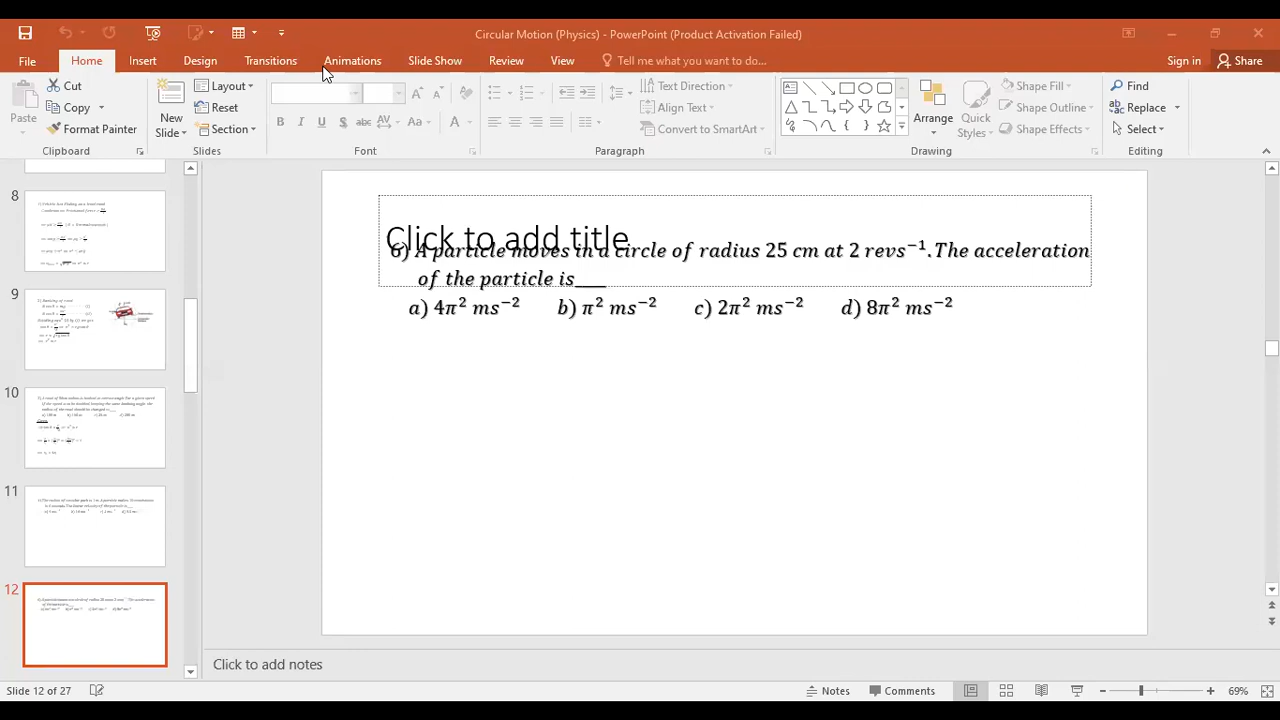 Circular Motion (Physics) - PowerPoint (Product Activation Failed)
File Home Insert Design Transitions Animations Slide Show Review View Tell me what you want to do... Sign in Share
Cut
Copy
Format Painter
Paste
Clipboard
New Slide
Layout
Reset
Section
Slides
B I U S abc AV Aa A
Font
Text Direction
Align Text
Convert to SmartArt
Paragraph
Arrange
Quick Styles
Shape Fill
Shape Outline
Shape Effects
Drawing
Find
Replace
Select
Editing
8
9
10
11
12
Click to add title
6) A particle moves in a circle of radius 25 cm at 2 revs⁻¹. The acceleration
of the particle is___
a) 4π² ms⁻² b) π² ms⁻² c) 2π² ms⁻² d) 8π² ms⁻²
Click to add notes
Slide 12 of 27 Notes Comments 69%